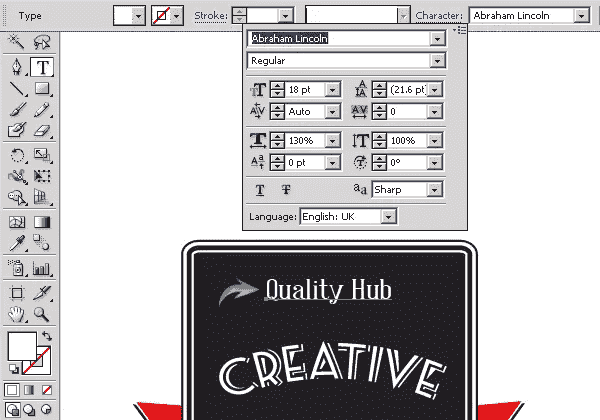 Type Stroke: Character: Abraham Lincoln
Abraham Lincoln
Regular
18 pt (21.6 pt)
Auto 0
130% 100%
0 pt 0°
T T aa Sharp
Language: English: UK
Quality Hub
CREATIVE